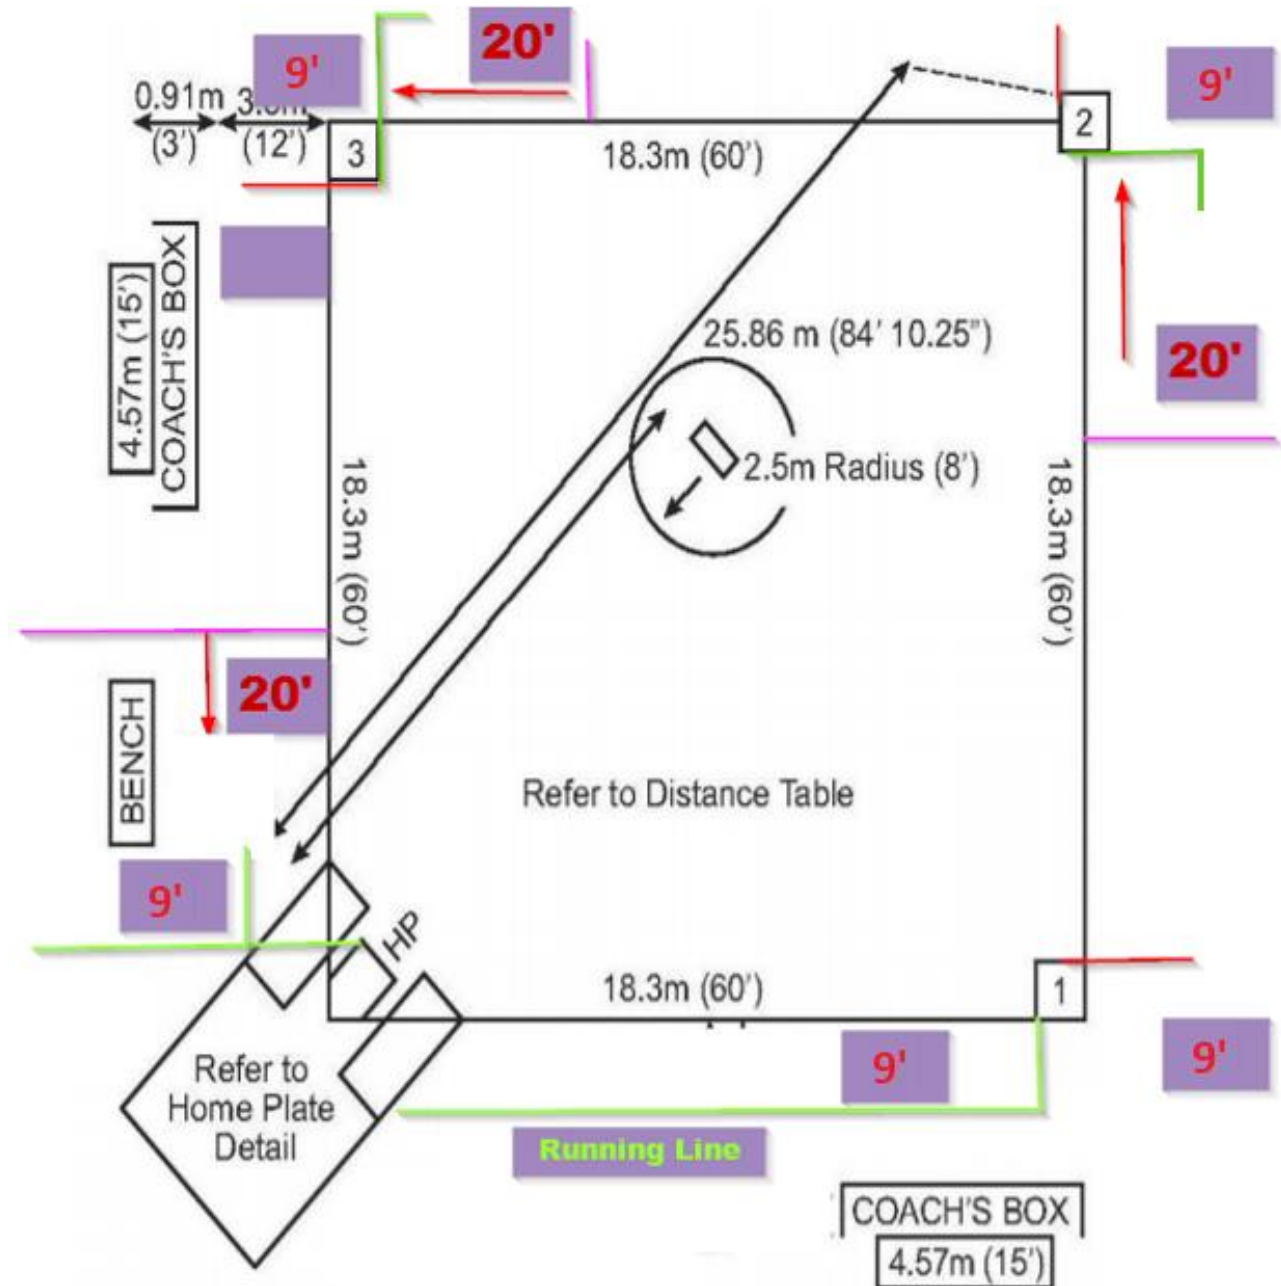 20'
9'
9'
0.91m
(3')
(12')
3
2
18.3m (60')
4.57m (15')
COACH'S BOX
25.86 m (84' 10.25")
20'
2.5m Radius (8')
18.3m (60')
18.3m (60')
20'
BENCH
Refer to Distance Table
9'
HP
18.3m (60')
1
Refer to
Home Plate
Detail
9'
9'
Running Line
COACH'S BOX
4.57m (15')